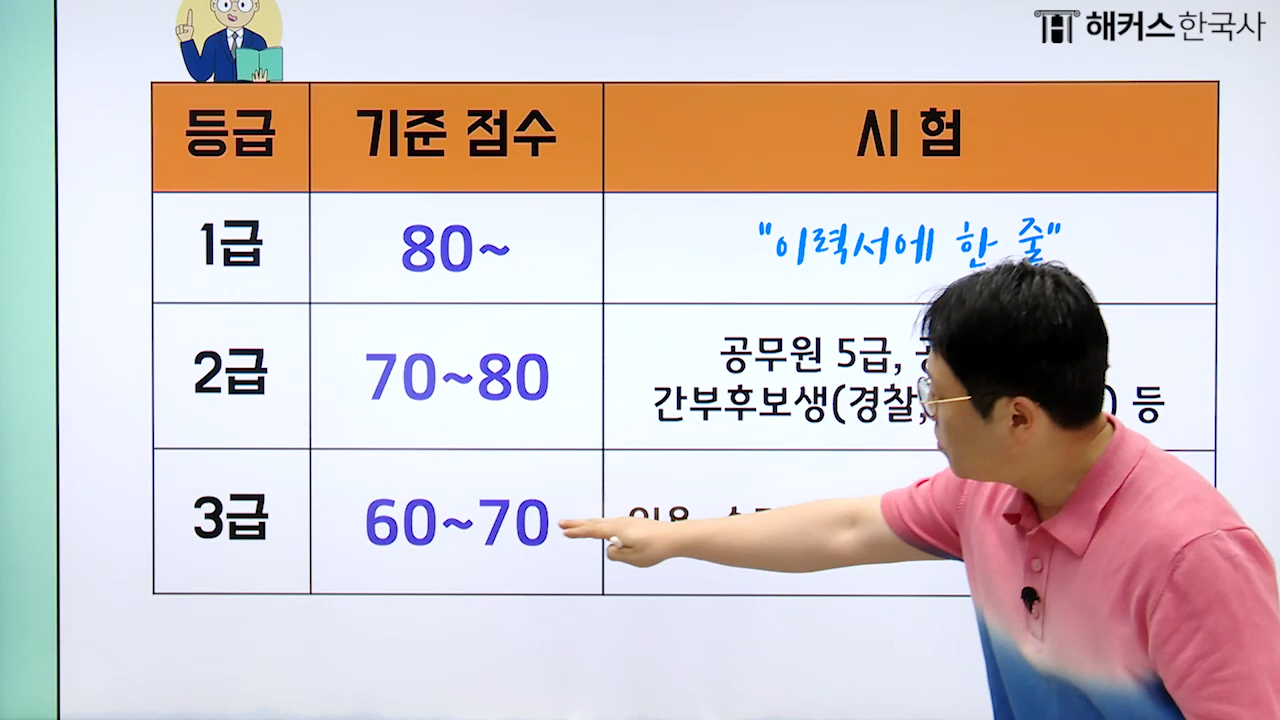 해커스한국사
등급 기준 점수 시험
1급 80~ "이력서에 한 줄"
2급 70~80 공무원 5급,
간부후보생(경찰, ) 등
3급 60~70